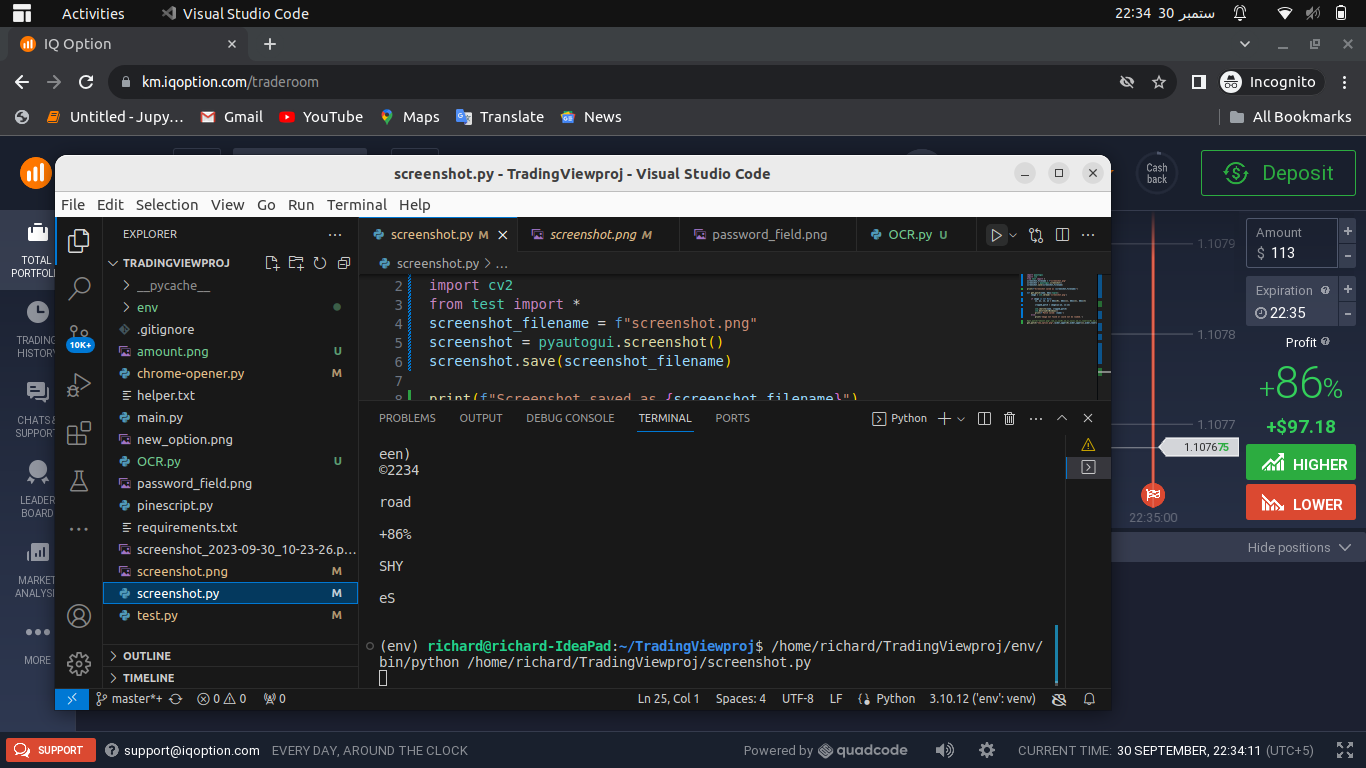 Activities
Visual Studio Code
22:34 30 ستمبر
IQ Option
km.iqoption.com/traderoom
Incognito
Untitled - Jupy...
Gmail
YouTube
Maps
Translate
News
All Bookmarks
Cash
back
Deposit
screenshot.py - TradingViewproj - Visual Studio Code
File Edit Selection View Go Run Terminal Help
TOTAL
PORTFOL
TRADING
HISTORY
CHATS &
SUPPORT
LEADER
BOARD
MARKET
ANALYSIS
MORE
10K+
EXPLORER
TRADINGVIEWPROJ
__pycache__
env
.gitignore
amount.png U
chrome-opener.py M
helper.txt
main.py
new_option.png
OCR.py U
password_field.png
pinescript.py
requirements.txt
screenshot_2023-09-30_10-23-26.p...
screenshot.png M
screenshot.py M
test.py M
OUTLINE
TIMELINE
screenshot.py M
screenshot.png M
password_field.png
OCR.py U
screenshot.py > ...
2 import cv2
3 from test import *
4 screenshot_filename = f"screenshot.png"
5 screenshot = pyautogui.screenshot()
6 screenshot.save(screenshot_filename)
7
8 print(f"Screenshot saved as {screenshot_filename}")
PROBLEMS OUTPUT DEBUG CONSOLE TERMINAL PORTS
Python
een)
©2234
road
+86%
SHY
eS
(env) richard@richard-IdeaPad:~/TradingViewproj$ /home/richard/TradingViewproj/env/
bin/python /home/richard/TradingViewproj/screenshot.py
master*+
0 0
0
Ln 25, Col 1
Spaces: 4
UTF-8
LF
Python
3.10.12 ('env': venv)
1.1079
1.1078
1.1077
1.107675
22:35:00
Amount
$ 113
+
-
Expiration
22:35
+
-
Profit
+86%
+$97.18
HIGHER
LOWER
Hide positions
SUPPORT
support@iqoption.com
EVERY DAY, AROUND THE CLOCK
Powered by quadcode
CURRENT TIME: 30 SEPTEMBER, 22:34:11 (UTC+5)